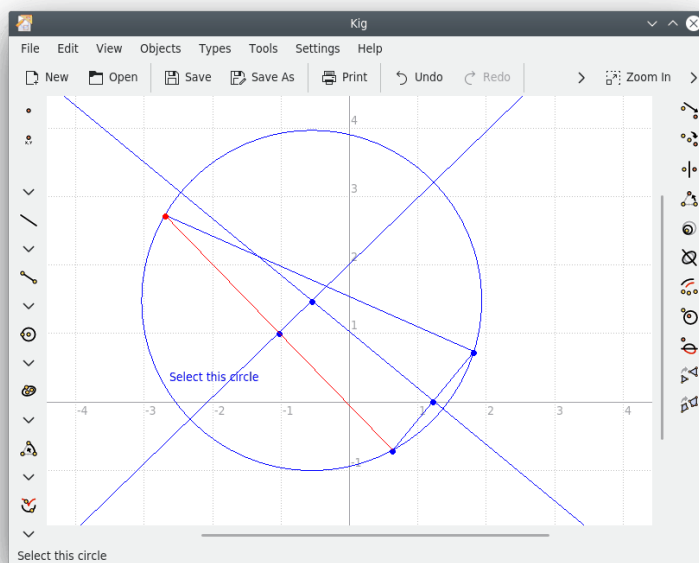 Kig
File Edit View Objects Types Tools Settings Help
New Open Save Save As Print Undo Redo Zoom In
X,Y
4
3
2
1
Select this circle
-4 -3 -2 -1 1 2 3 4
-1
Select this circle